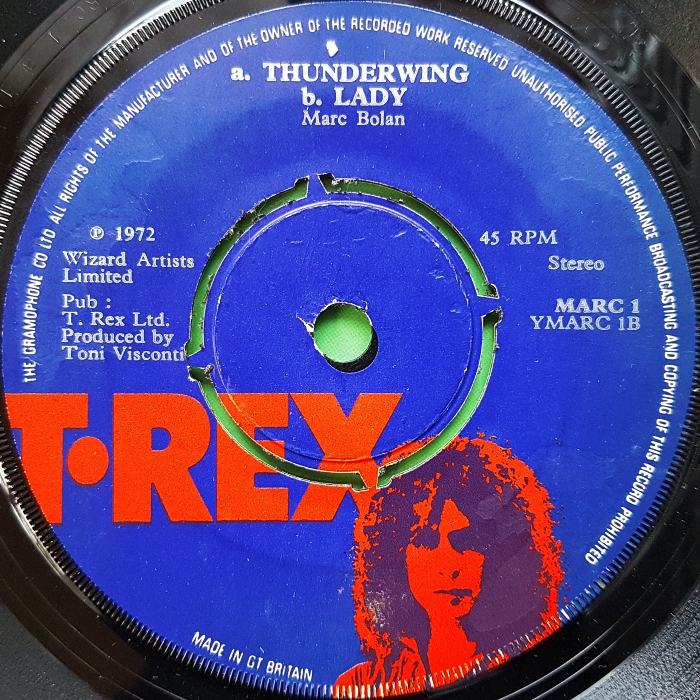 THE GRAMOPHONE CO LTD ALL RIGHTS OF THE MANUFACTURER AND OF THE OWNER OF THE RECORDED WORK RESERVED UNAUTHORISED PUBLIC PERFORMANCE BROADCASTING AND COPYING OF THIS RECORD PROHIBITED
a. THUNDERWING
b. LADY
Marc Bolan
℗ 1972
Wizard Artists
Limited
Pub :
T. Rex Ltd.
Produced by
Toni Visconti
45 RPM
Stereo
MARC 1
YMARC 1B
T•REX
MADE IN GT BRITAIN